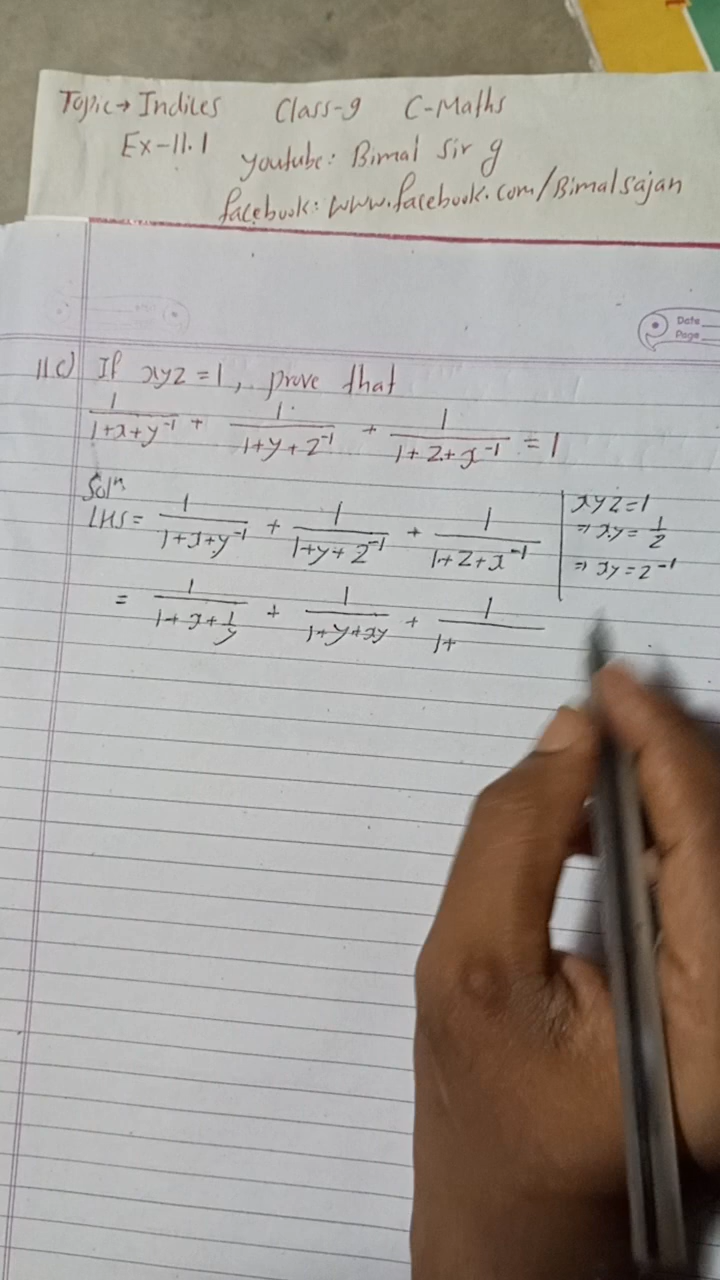 Topic → Indices Class-9 C-Maths
Ex-11.1 youtube: Bimal Sir g
facebook: www.facebook.com/Bimalsajan
Date
Page
11.c) If xyz = 1, prove that
1/(1+x+y⁻¹) + 1/(1+y+z⁻¹) + 1/(1+z+x⁻¹) = 1
Solⁿ
LHS = 1/(1+x+y⁻¹) + 1/(1+y+z⁻¹) + 1/(1+z+x⁻¹)
xyz = 1
⇒ xy = 1/z
⇒ xy = z⁻¹
= 1/(1+x+1/y) + 1/(1+y+xy) + 1/(1+